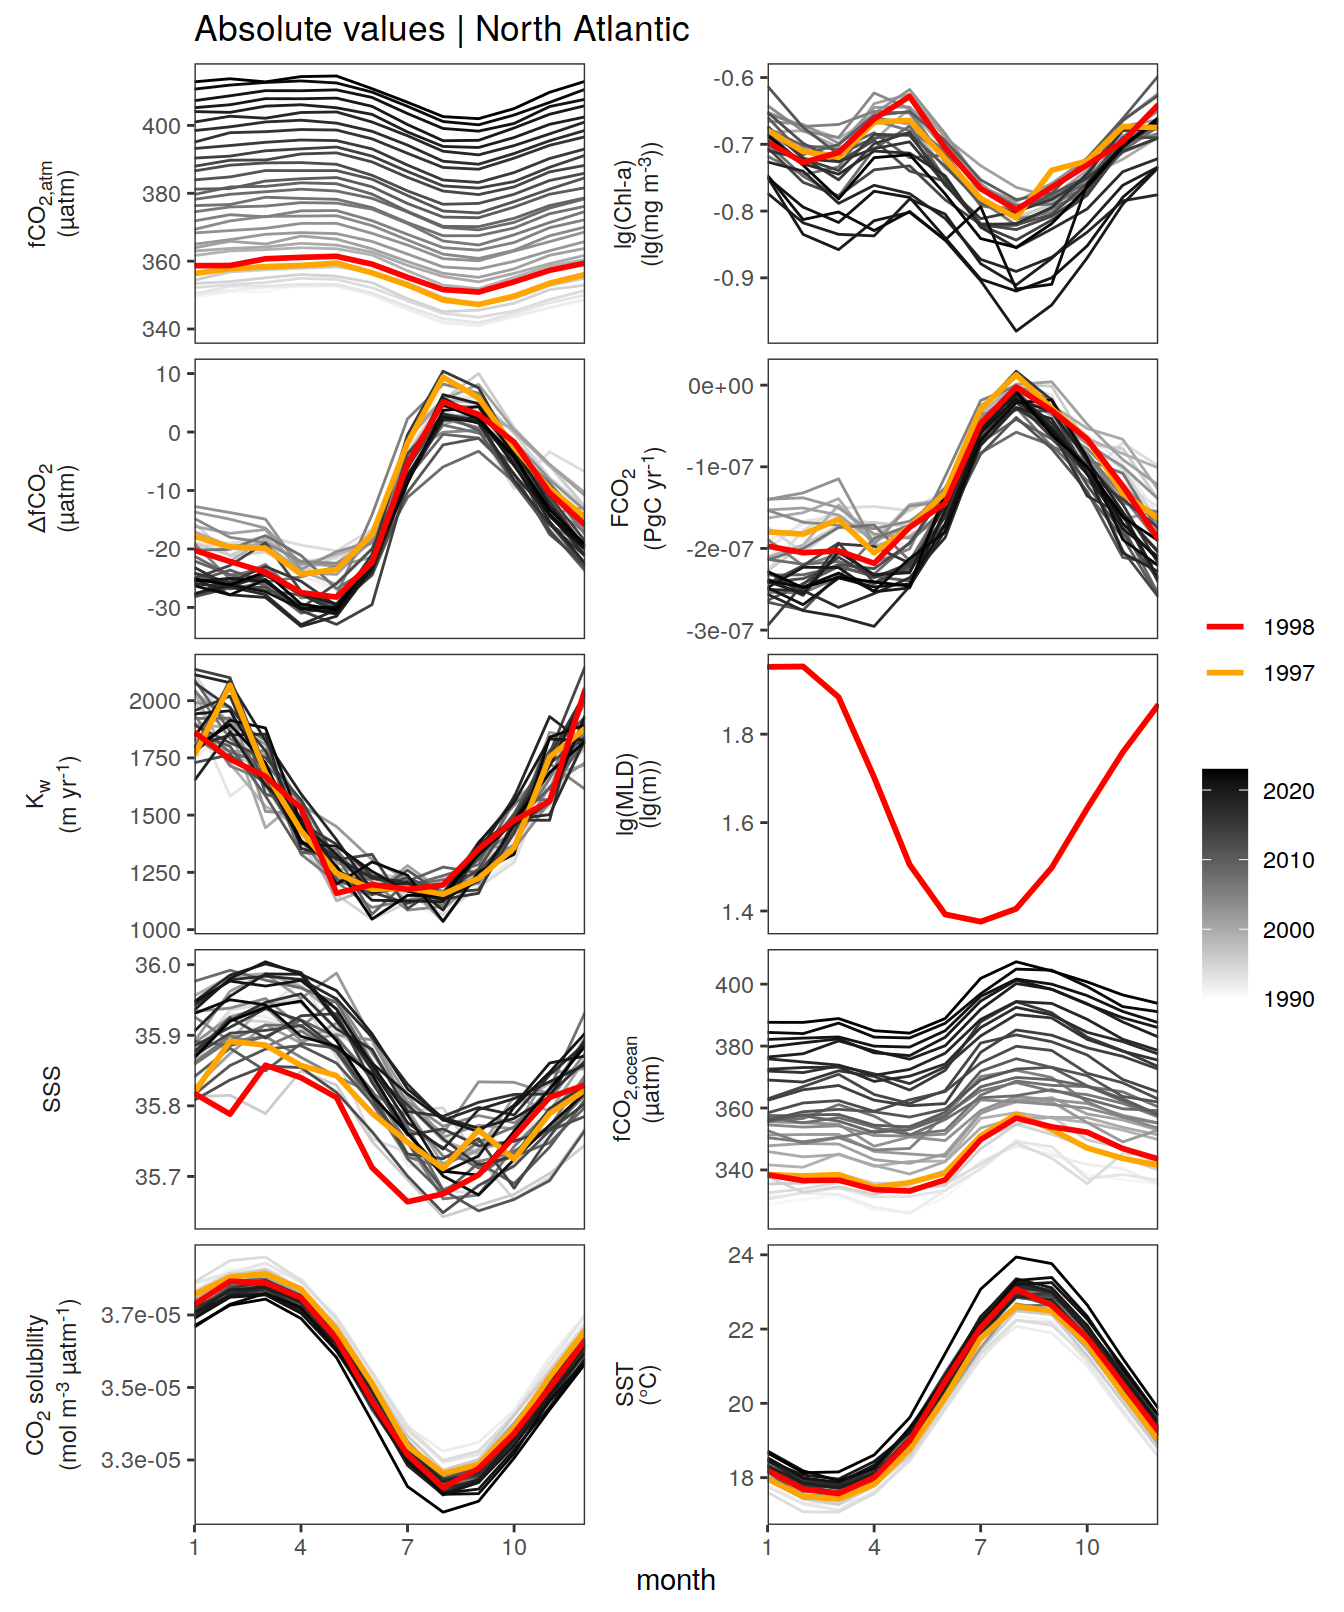 Absolute values | North Atlantic
fCO2,atm
(µatm)
400
380
360
340
lg(Chl-a)
(lg(mg m-3))
-0.6
-0.7
-0.8
-0.9
ΔfCO2
(µatm)
10
0
-10
-20
-30
FCO2
(PgC yr-1)
0e+00
-1e-07
-2e-07
-3e-07
Kw
(m yr-1)
2000
1750
1500
1250
1000
lg(MLD)
(lg(m))
1.8
1.6
1.4
SSS
36.0
35.9
35.8
35.7
fCO2,ocean
(µatm)
400
380
360
340
CO2 solubility
(mol m-3 µatm-1)
3.7e-05
3.5e-05
3.3e-05
SST
(°C)
24
22
20
18
1 4 7 10
1 4 7 10
month
1998
1997
2020
2010
2000
1990